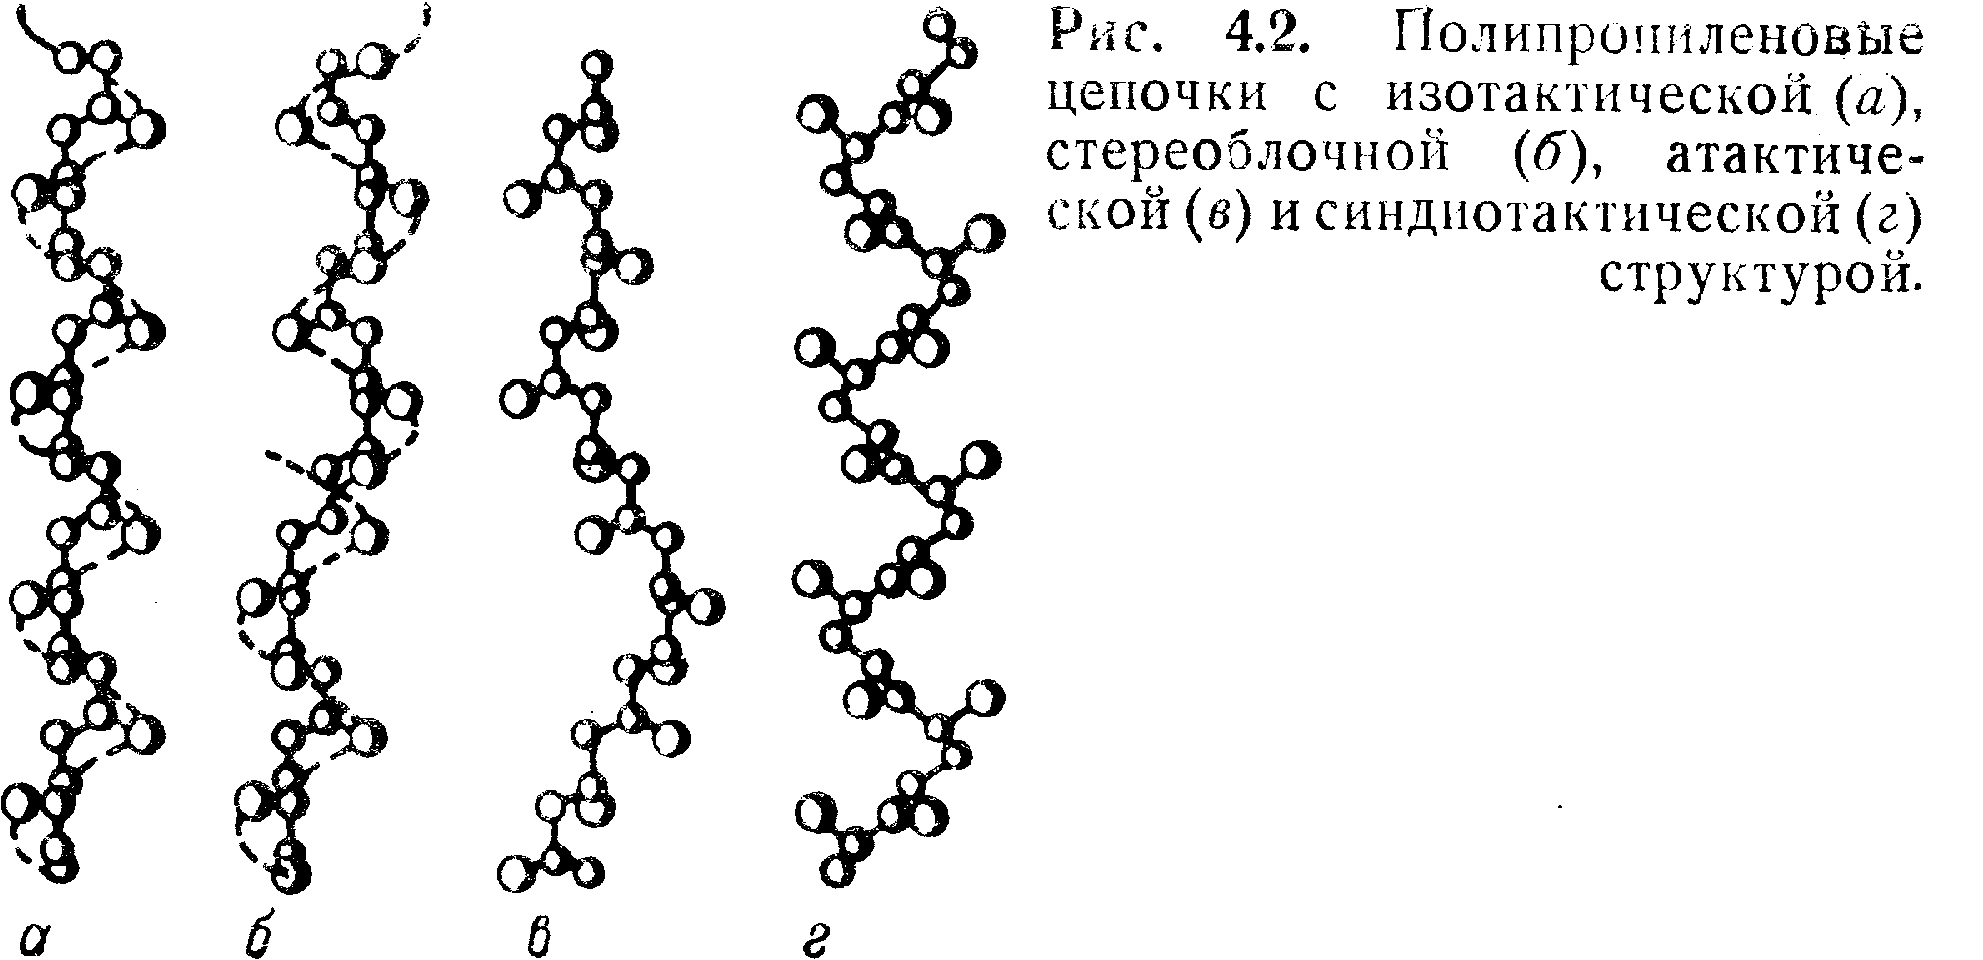 Рис. 4.2. Полипропиленовые
цепочки с изотактической (а),
стереоблочной (б), атактиче-
ской (в) и синдиотактической (г)
структурой.
а б в г